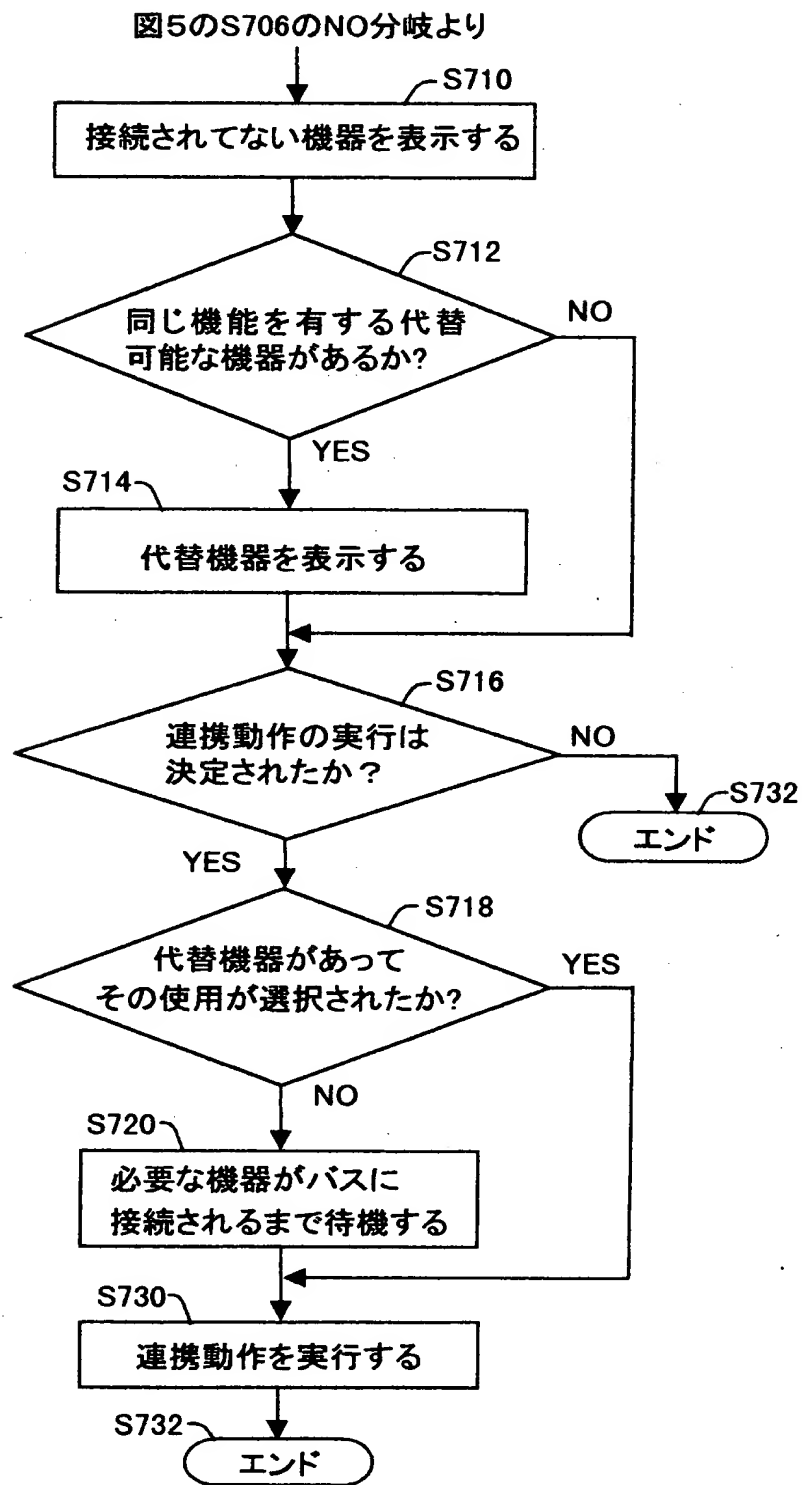 図5のS706のNO分岐より
S710
接続されてない機器を表示する
S712
同じ機能を有する代替
可能な機器があるか?
NO
YES
S714
代替機器を表示する
S716
連携動作の実行は
決定されたか？
NO
S732
エンド
YES
S718
代替機器があって
その使用が選択されたか?
YES
NO
S720
必要な機器がバスに
接続されるまで待機する
S730
連携動作を実行する
S732
エンド